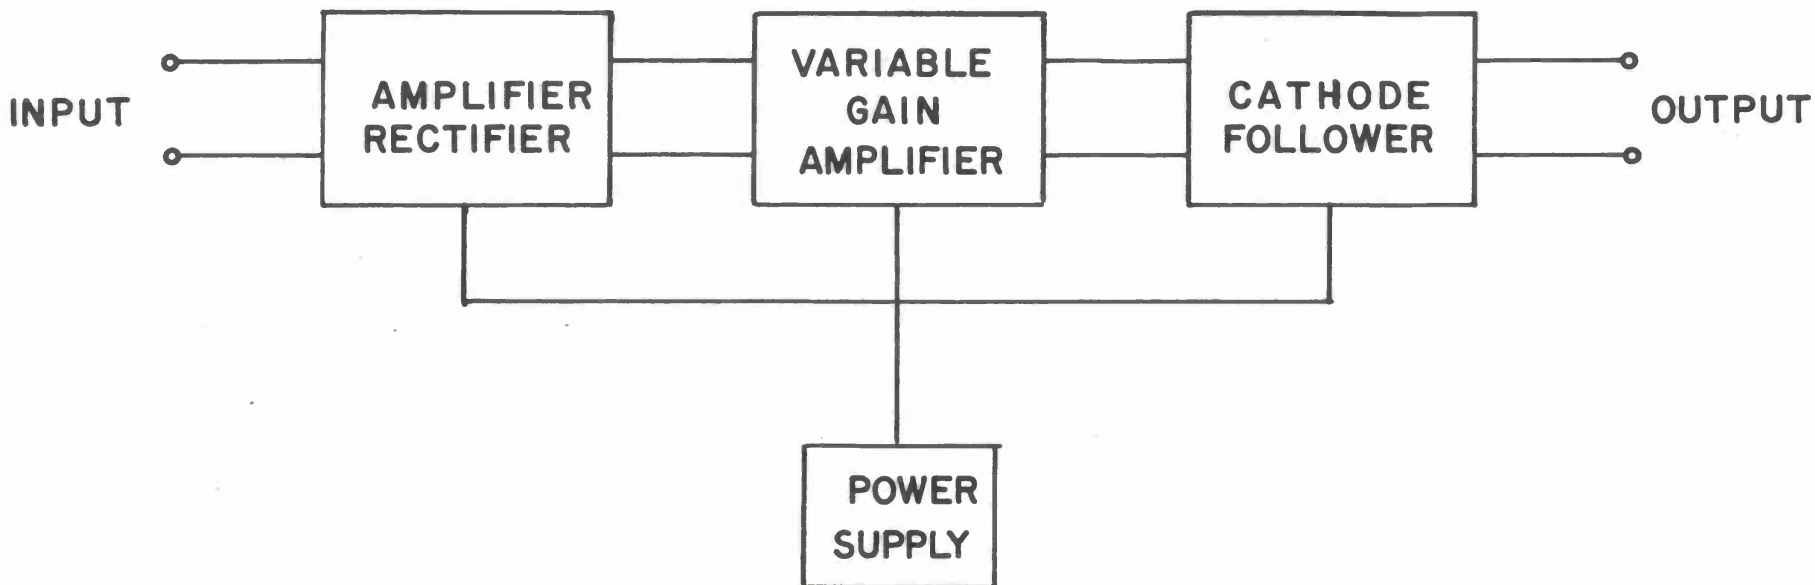 INPUT
AMPLIFIER
RECTIFIER
VARIABLE
GAIN
AMPLIFIER
CATHODE
FOLLOWER
OUTPUT
POWER
SUPPLY